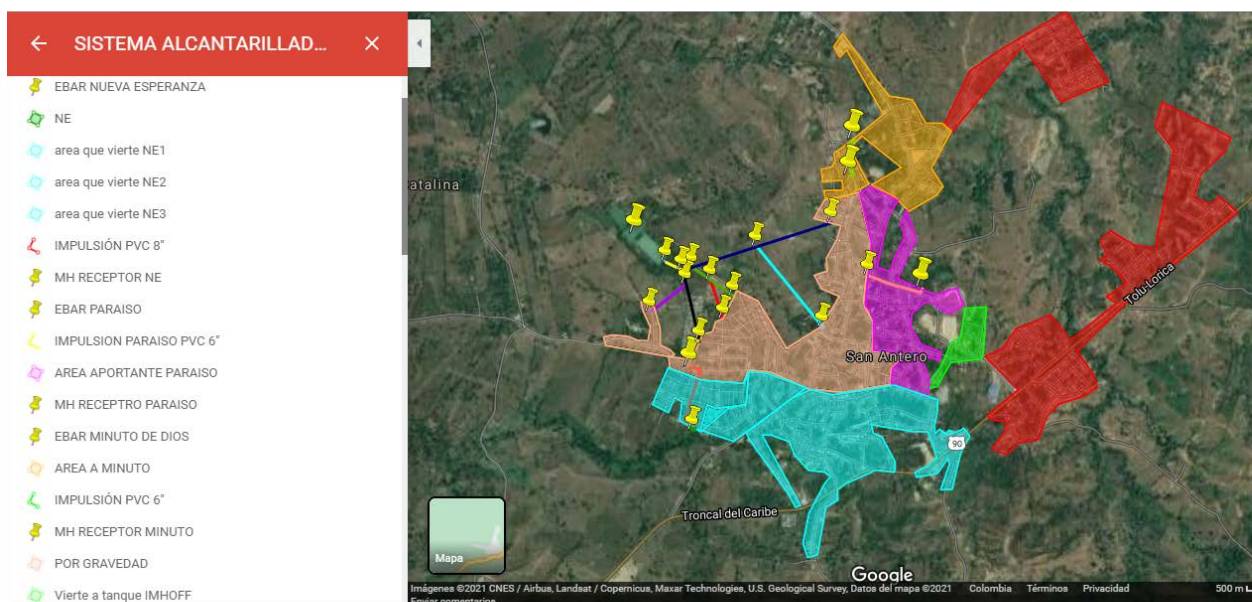 SISTEMA ALCANTARILLAD...
EBAR NUEVA ESPERANZA
NE
area que vierte NE1
area que vierte NE2
area que vierte NE3
IMPULSIÓN PVC 8"
MH RECEPTOR NE
EBAR PARAISO
IMPULSION PARAISO PVC 6"
AREA APORTANTE PARAISO
MH RECEPTRO PARAISO
EBAR MINUTO DE DIOS
AREA A MINUTO
IMPULSIÓN PVC 6"
MH RECEPTOR MINUTO
POR GRAVEDAD
Vierte a tanque IMHOFF
atalina
Tolu-Lorica
San Antero
90
Troncal del Caribe
Mapa
Google
Imágenes ©2021 CNES / Airbus, Landsat / Copernicus, Maxar Technologies, U.S. Geological Survey, Datos del mapa ©2021 Colombia Términos Privacidad 500 m
Enviar comentarios